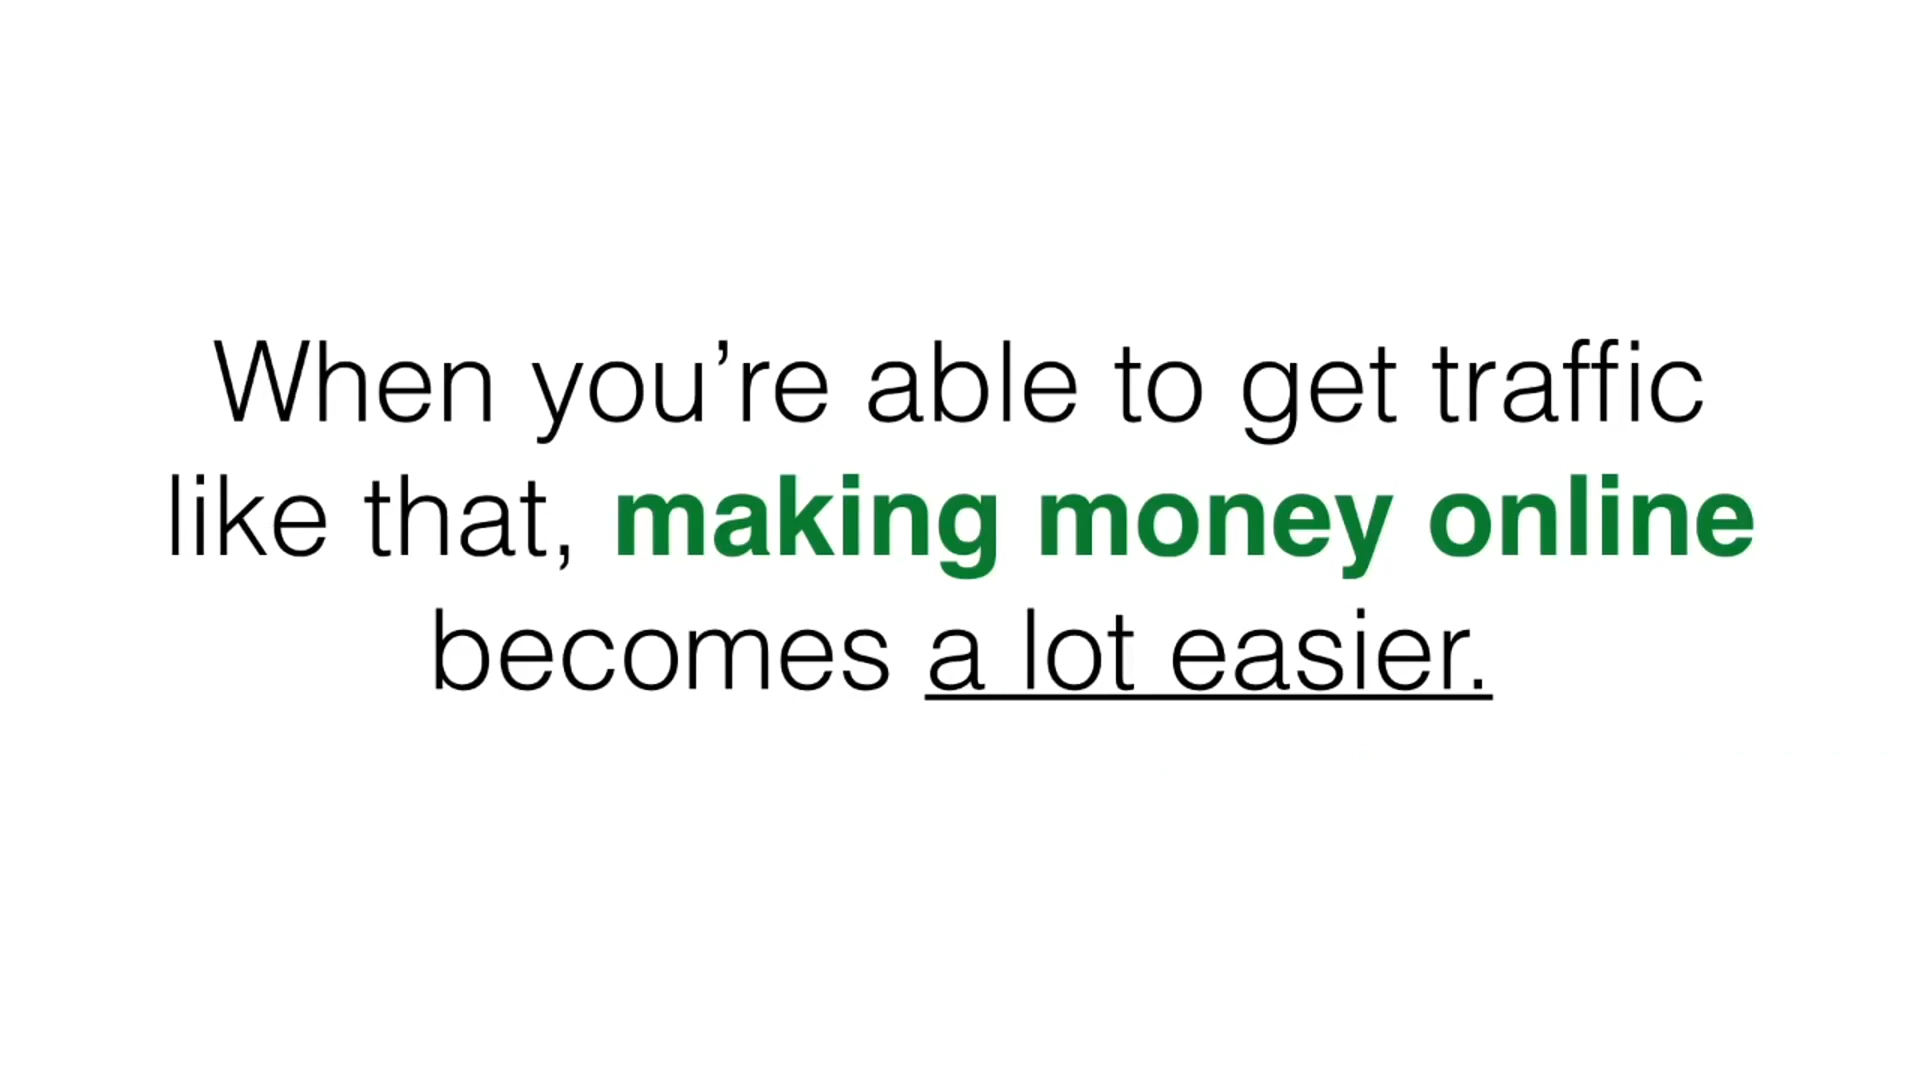 When you’re able to get traffic
like that, making money online
becomes a lot easier.